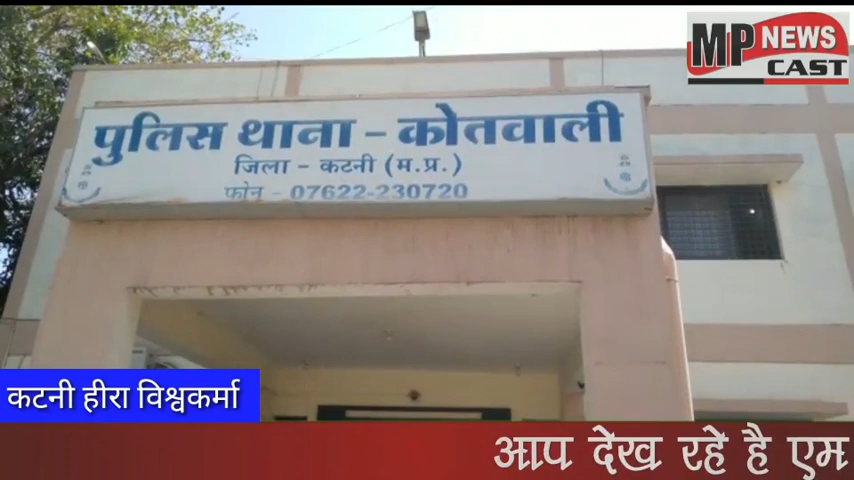 MP NEWS
CAST
पुलिस थाना - कोतवाली
जिला - कटनी (म.प्र.)
फोन - 07622-230720
कटनी हीरा विश्वकर्मा
आप देख रहे है एम